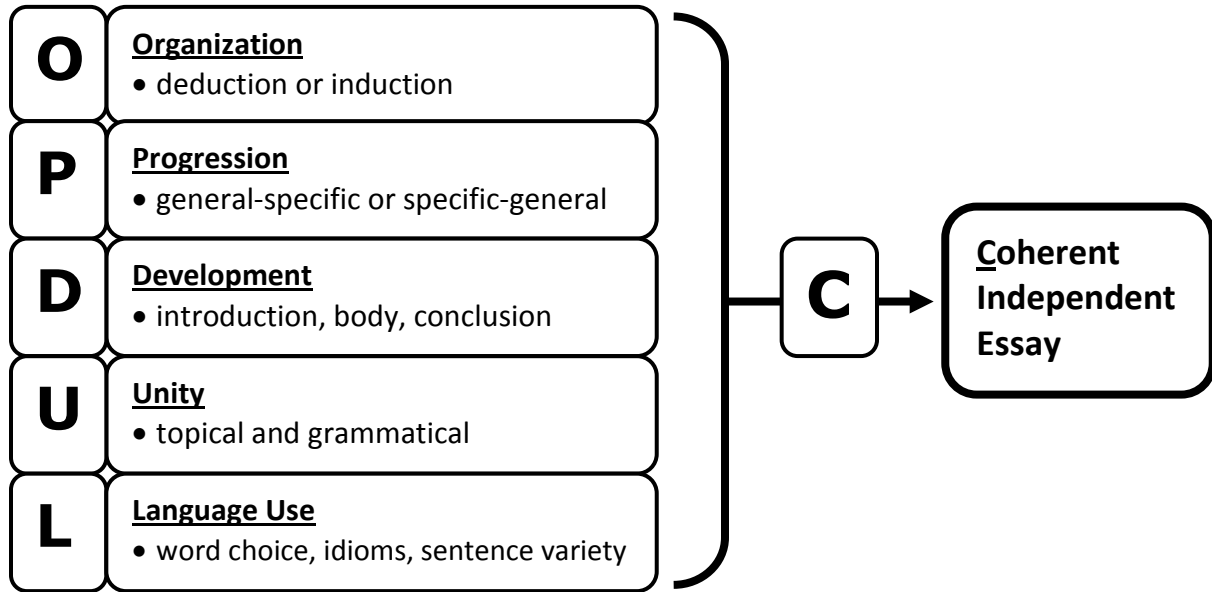 O
Organization
• deduction or induction
P
Progression
• general-specific or specific-general
D
Development
• introduction, body, conclusion
U
Unity
• topical and grammatical
L
Language Use
• word choice, idioms, sentence variety
C
Coherent
Independent
Essay